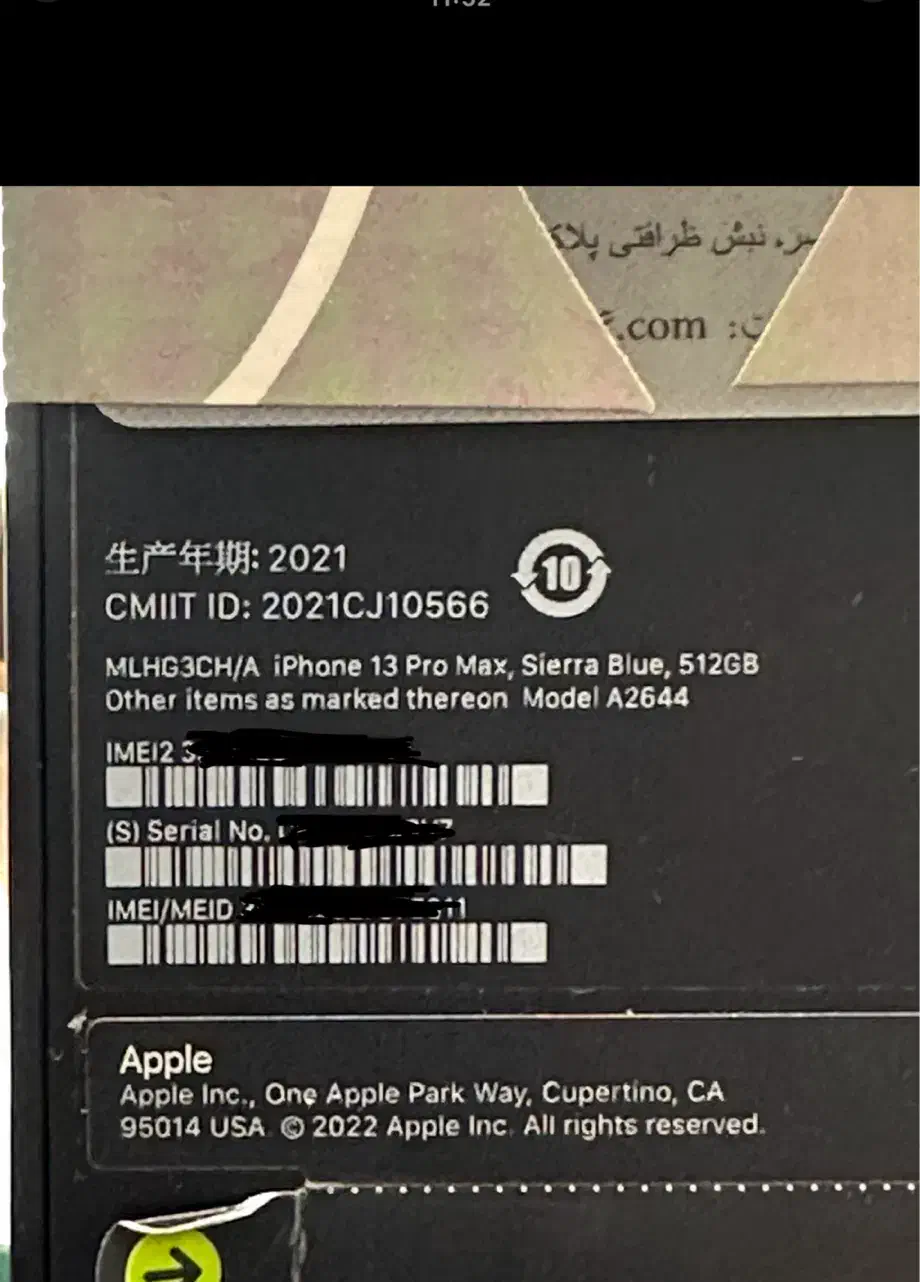 نبش ظرافتی پلاک
.com
生产年期: 2021
10
CMIIT ID: 2021CJ10566
MLHG3CH/A iPhone 13 Pro Max, Sierra Blue, 512GB
Other items as marked thereon Model A2644
IMEI2
(S) Serial No.
IMEI/MEID
Apple
Apple Inc., One Apple Park Way, Cupertino, CA
95014 USA © 2022 Apple Inc. All rights reserved.